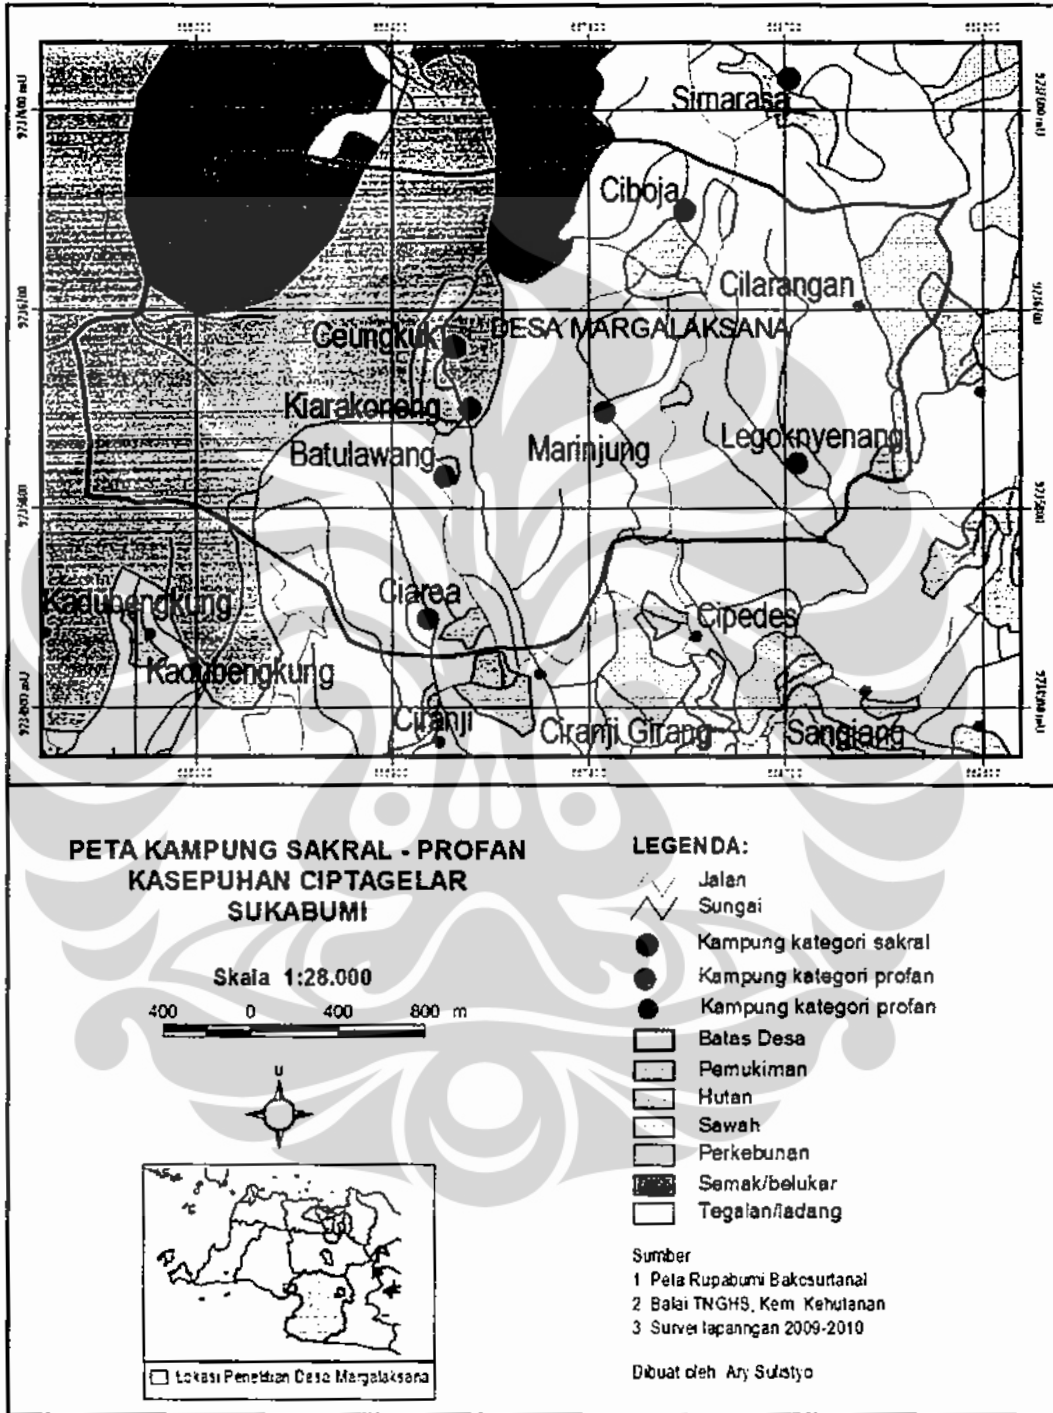 Simarasa
Ciboja
Cilarangan
Ceungkuk
DESA MARGALAKSANA
Kiarakoneng
Marinjung
Legoknyenang
Batulawang
Ciarea
Kadubengkung
Cipedes
Kadubengkung
Ciranji
Ciranji Girang
Sangiang
PETA KAMPUNG SAKRAL - PROFAN
KASEPUHAN CIPTAGELAR
SUKABUMI
Skala 1:28.000
400 0 400 800 m
U
LEGENDA:
Jalan
Sungai
Kampung kategori sakral
Kampung kategori profan
Kampung kategori profan
Batas Desa
Pemukiman
Hutan
Sawah
Perkebunan
Semak/belukar
Tegalan/ladang
Sumber
1 Peta Rupabumi Bakosurtanal
2 Balai TNGHS, Kem Kehutanan
3 Survei lapanngan 2009-2010
Dibuat oleh Ary Sulistyo
Lokasi Penelitian Desa Margalaksana